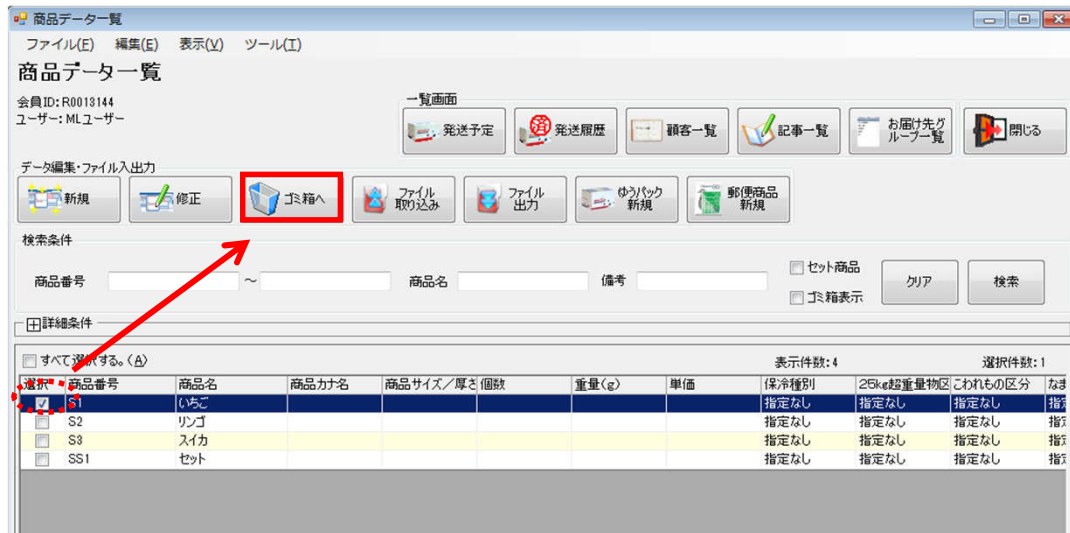 商品データ一覧
ファイル(F) 編集(E) 表示(V) ツール(T)
商品データ一覧
会員ID:R0013144
ユーザー:MLユーザー
一覧画面
発送予定 発送履歴 顧客一覧 記事一覧 お届け先グループ一覧 閉じる
データ編集・ファイル入出力
新規 修正 ゴミ箱へ ファイル取り込み ファイル出力 ゆうパック新規 郵便商品新規
検索条件
セット商品
商品番号 ～ 商品名 備考 クリア 検索
ゴミ箱表示
詳細条件
すべて選択する。(A) 表示件数:4 選択件数:1
選択 商品番号 商品名 商品カナ名 商品サイズ/厚さ 個数 重量(g) 単価 保冷種別 25kg超重量物区 こわれもの区分 なま
S1 いちご 指定なし 指定なし 指定なし 指定
S2 リンゴ 指定なし 指定なし 指定なし 指定
S3 スイカ 指定なし 指定なし 指定なし 指定
SS1 セット 指定なし 指定なし 指定なし 指定